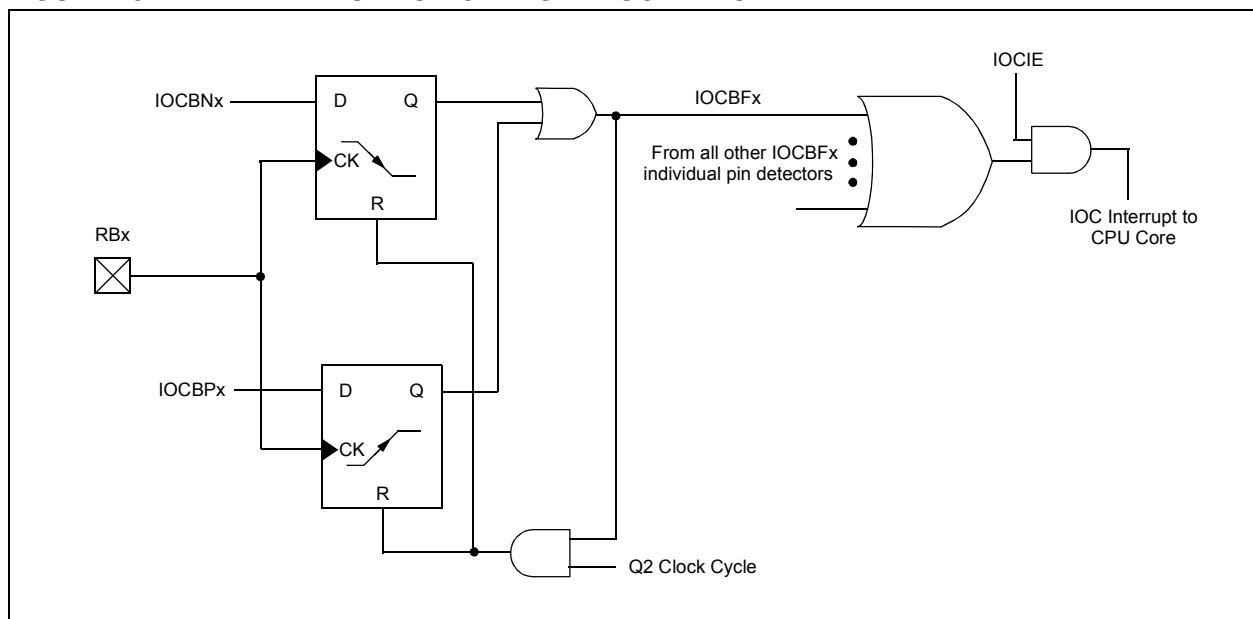 IOCIE
IOCBNx
D
Q
IOCBFx
CK
From all other IOCBFx
individual pin detectors
R
IOC Interrupt to
CPU Core
RBx
IOCBPx
D
Q
CK
R
Q2 Clock Cycle